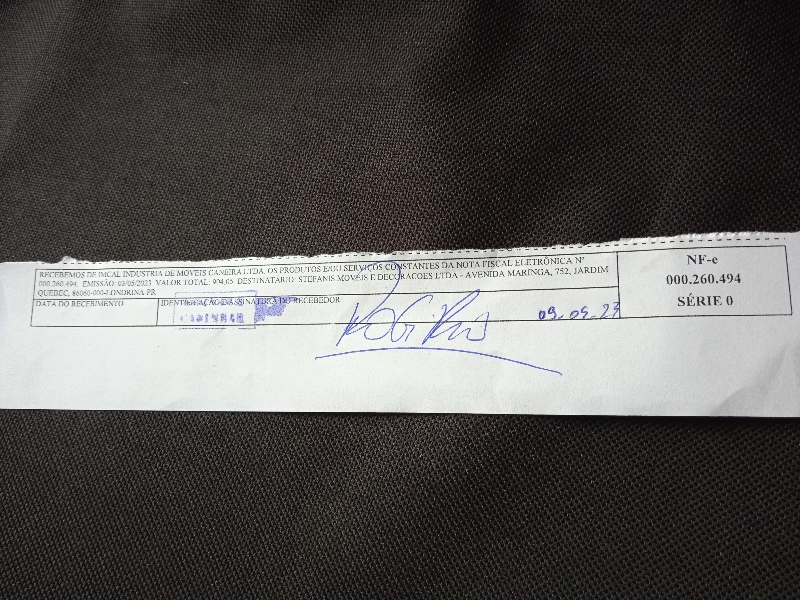 RECEBEMOS DE IMCAL INDUSTRIA DE MOVEIS CANEIRA LTDA, OS PRODUTOS E/OU SERVIÇOS CONSTANTES DA NOTA FISCAL ELETRÔNICA Nº
000.260.494. EMISSÃO: 03/05/2023 VALOR TOTAL: 904,05 DESTINATARIO: STEFANIS MOVEIS E DECORACOES LTDA - AVENIDA MARINGA, 752, JARDIM
QUEBEC, 86060-000-LONDRINA-PR
DATA DO RECEBIMENTO
IDENTIFICAÇÃO DA ASSINATURA DO RECEBEDOR
09.05.23
NF-e
000.260.494
SÉRIE 0